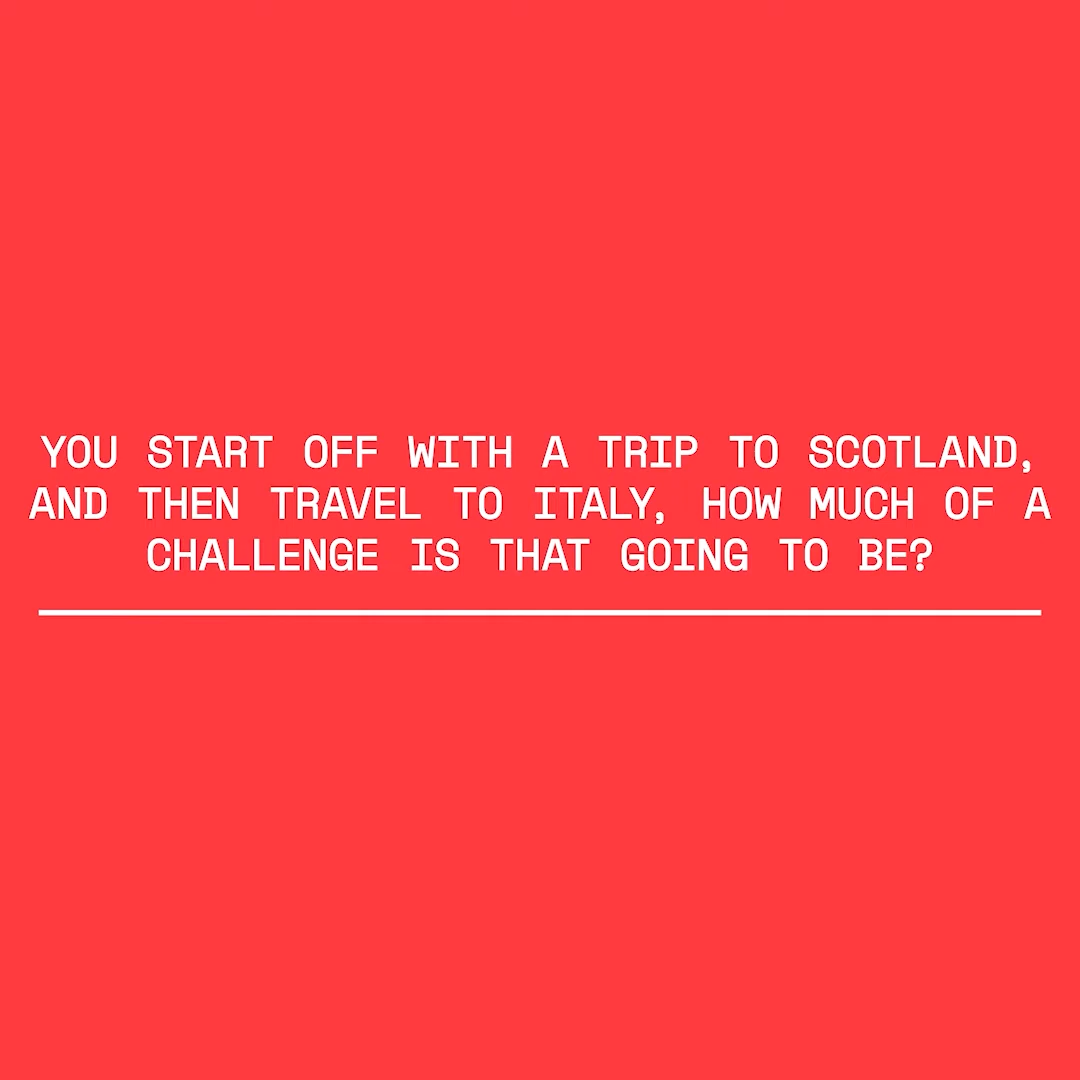 YOU START OFF WITH A TRIP TO SCOTLAND,
AND THEN TRAVEL TO ITALY, HOW MUCH OF A
CHALLENGE IS THAT GOING TO BE?